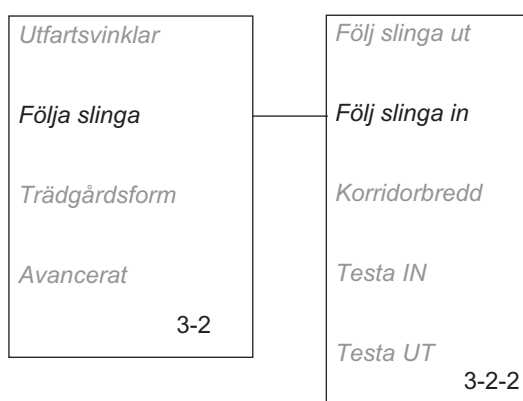 Utfartsvinklar
Följa slinga
Trädgårdsform
Avancerat
3-2
Följ slinga ut
Följ slinga in
Korridorbredd
Testa IN
Testa UT
3-2-2